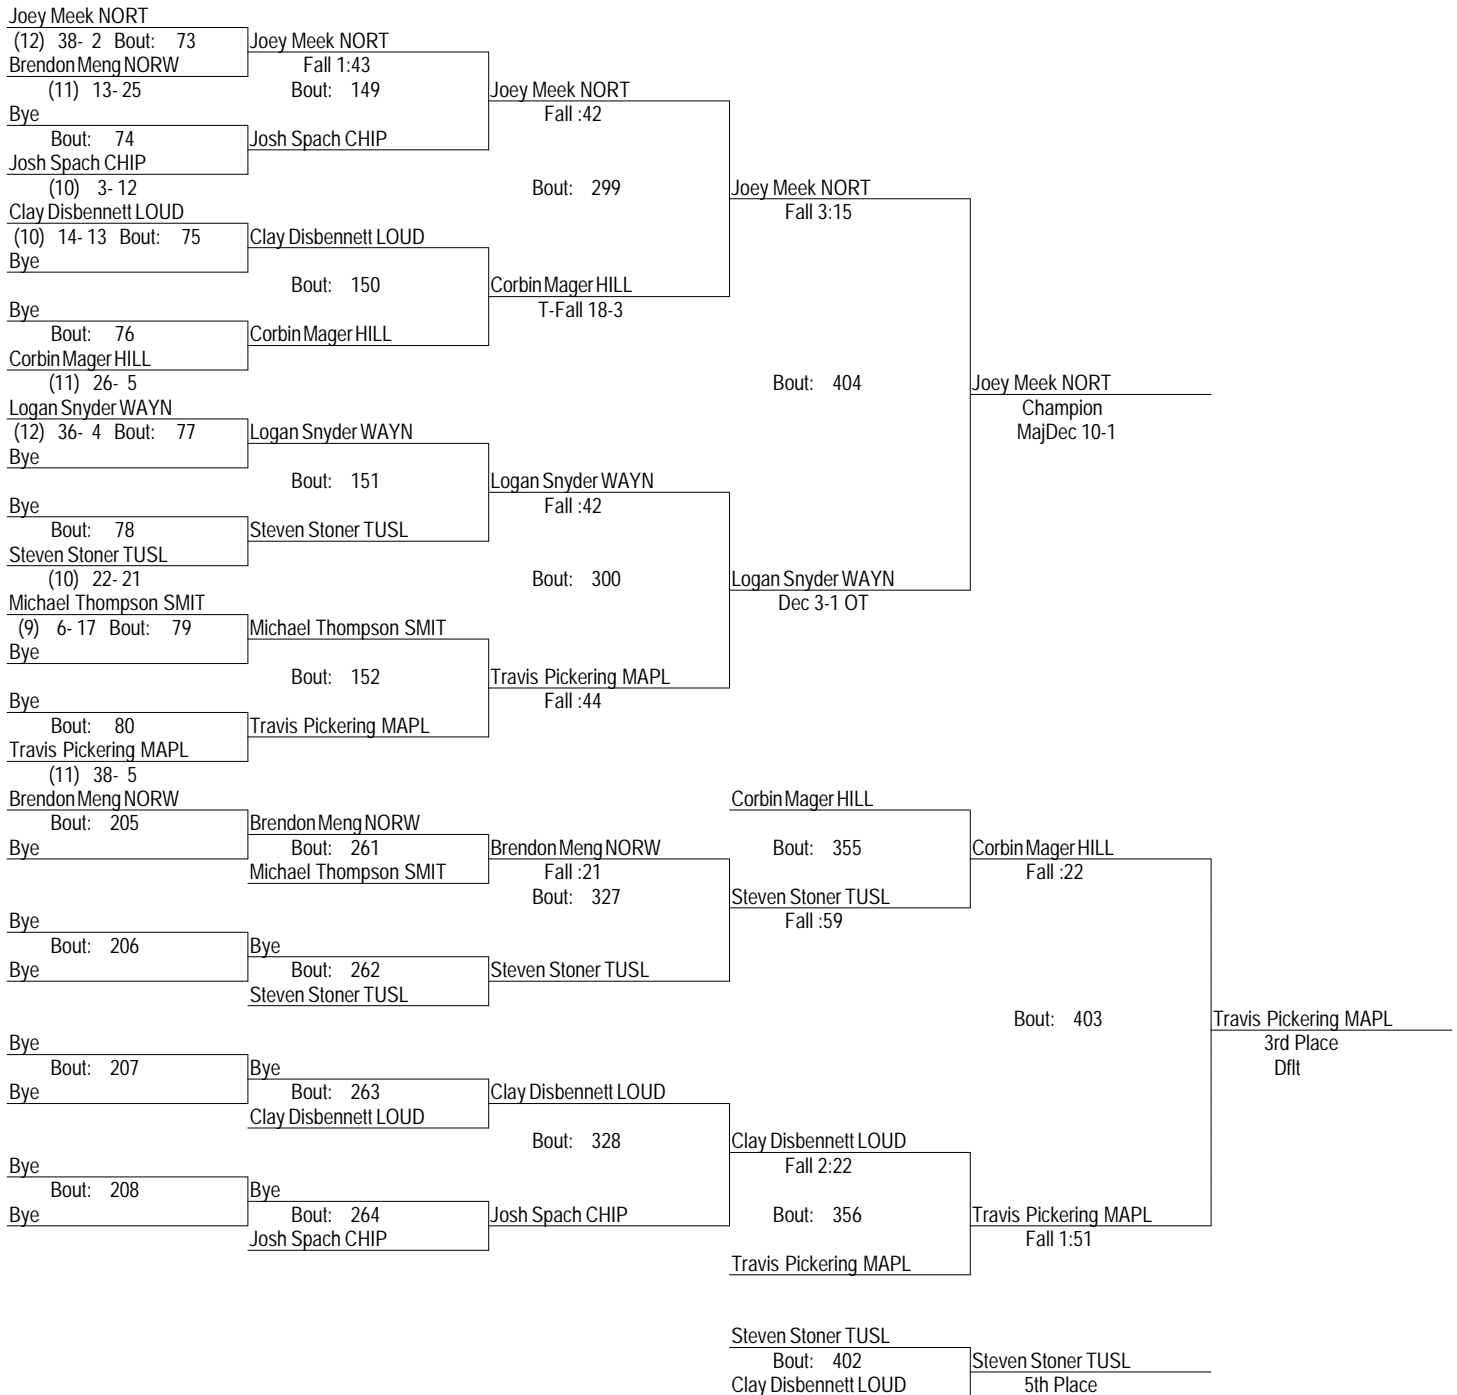 Joey Meek NORT
(12) 38- 2 Bout: 73
Joey Meek NORT
Brendon Meng NORW
Fall 1:43
(11) 13- 25
Bout: 149
Joey Meek NORT
Bye
Fall :42
Bout: 74
Josh Spach CHIP
Josh Spach CHIP
(10) 3- 12
Bout: 299
Joey Meek NORT
Clay Disbennett LOUD
Fall 3:15
(10) 14- 13 Bout: 75
Clay Disbennett LOUD
Bye
Bout: 150
Corbin Mager HILL
Bye
T-Fall 18-3
Bout: 76
Corbin Mager HILL
Corbin Mager HILL
(11) 26- 5
Bout: 404
Joey Meek NORT
Logan Snyder WAYN
Champion
(12) 36- 4 Bout: 77
Logan Snyder WAYN
MajDec 10-1
Bye
Bout: 151
Logan Snyder WAYN
Bye
Fall :42
Bout: 78
Steven Stoner TUSL
Steven Stoner TUSL
(10) 22- 21
Bout: 300
Logan Snyder WAYN
Michael Thompson SMIT
Dec 3-1 OT
(9) 6- 17 Bout: 79
Michael Thompson SMIT
Bye
Bout: 152
Travis Pickering MAPL
Bye
Fall :44
Bout: 80
Travis Pickering MAPL
Travis Pickering MAPL
(11) 38- 5
Brendon Meng NORW
Corbin Mager HILL
Bout: 205
Brendon Meng NORW
Bye
Bout: 261
Brendon Meng NORW
Bout: 355
Corbin Mager HILL
Michael Thompson SMIT
Fall :21
Fall :22
Bout: 327
Steven Stoner TUSL
Bye
Fall :59
Bout: 206
Bye
Bye
Bout: 262
Steven Stoner TUSL
Steven Stoner TUSL
Bout: 403
Travis Pickering MAPL
Bye
3rd Place
Bout: 207
Bye
Dflt
Bye
Bout: 263
Clay Disbennett LOUD
Clay Disbennett LOUD
Bout: 328
Clay Disbennett LOUD
Bye
Fall 2:22
Bout: 208
Bye
Bye
Bout: 264
Josh Spach CHIP
Bout: 356
Travis Pickering MAPL
Josh Spach CHIP
Fall 1:51
Travis Pickering MAPL
Steven Stoner TUSL
Bout: 402
Steven Stoner TUSL
Clay Disbennett LOUD
5th Place